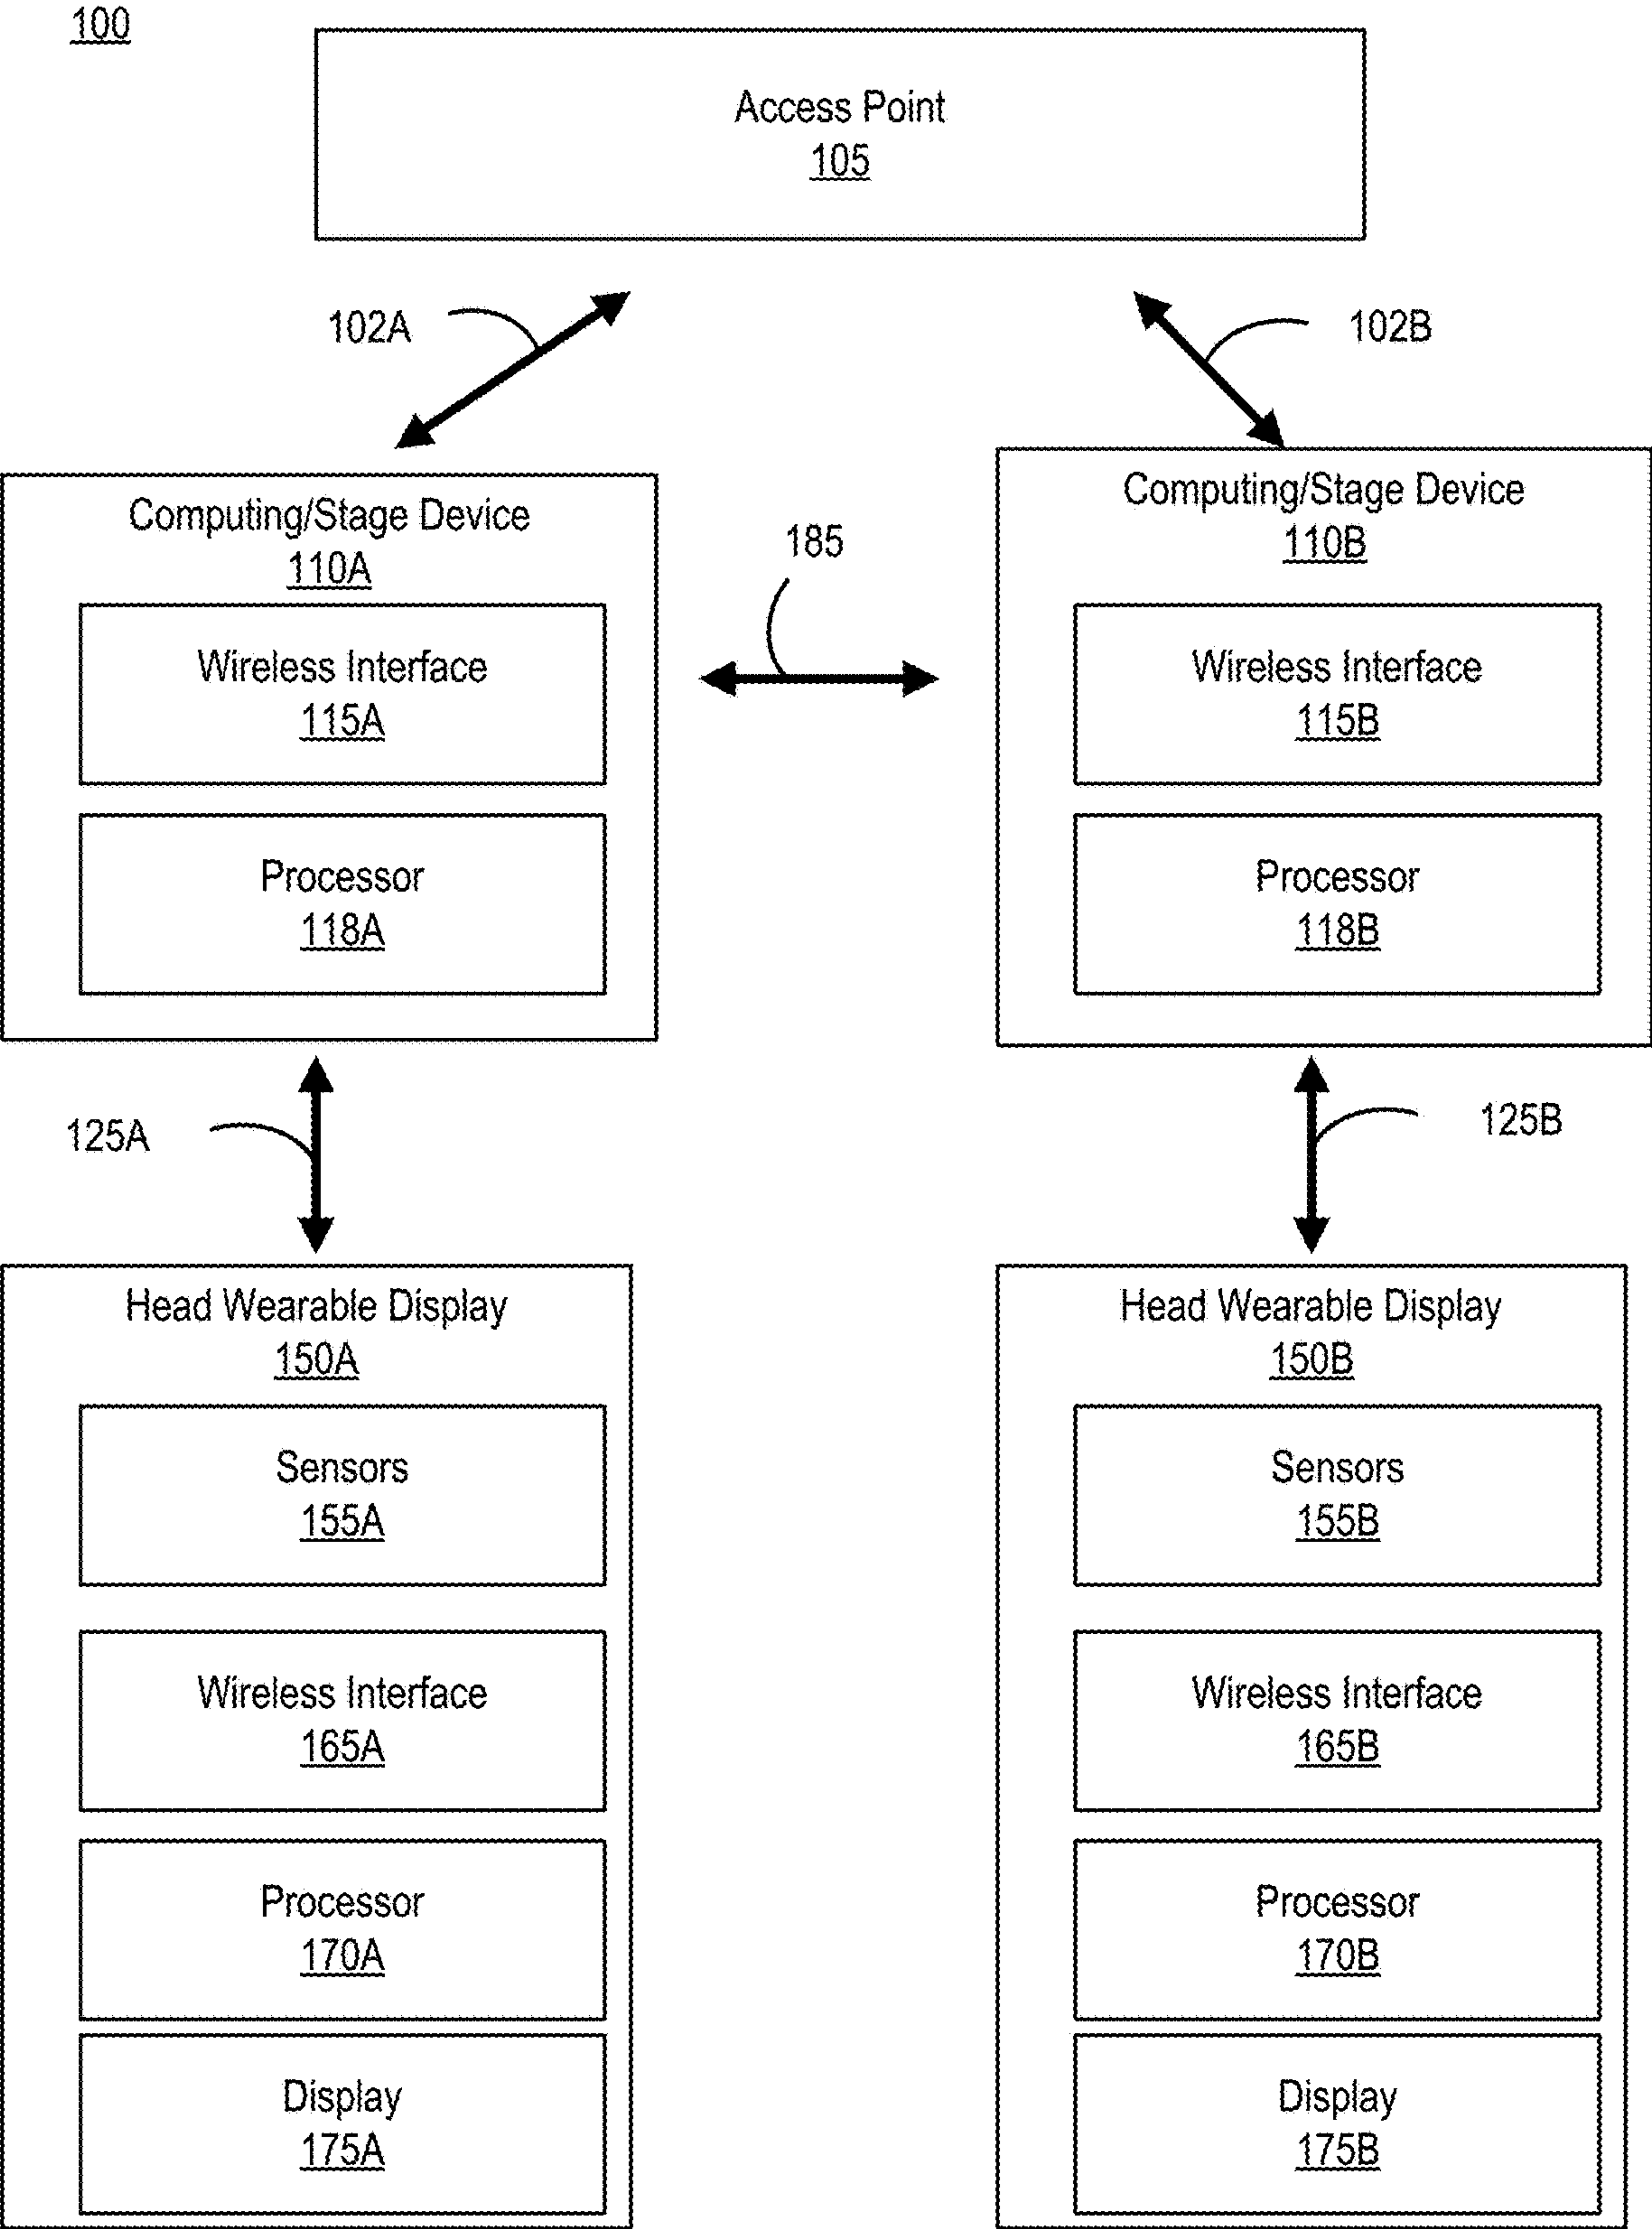 100
Access Point
105
102A
102B
Computing/Stage Device
110A
Wireless Interface
115A
Processor
118A
185
Computing/Stage Device
110B
Wireless Interface
115B
Processor
118B
125A
125B
Head Wearable Display
150A
Sensors
155A
Wireless Interface
165A
Processor
170A
Display
175A
Head Wearable Display
150B
Sensors
155B
Wireless Interface
165B
Processor
170B
Display
175B